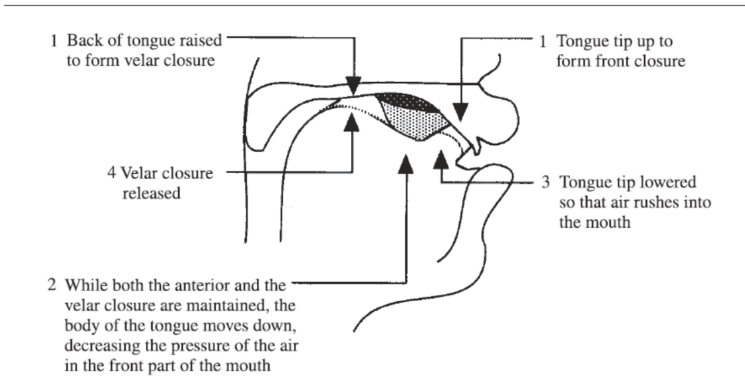 1 Back of tongue raised
to form velar closure
1 Tongue tip up to
form front closure
4 Velar closure
released
3 Tongue tip lowered
so that air rushes into
the mouth
2 While both the anterior and the
velar closure are maintained, the
body of the tongue moves down,
decreasing the pressure of the air
in the front part of the mouth